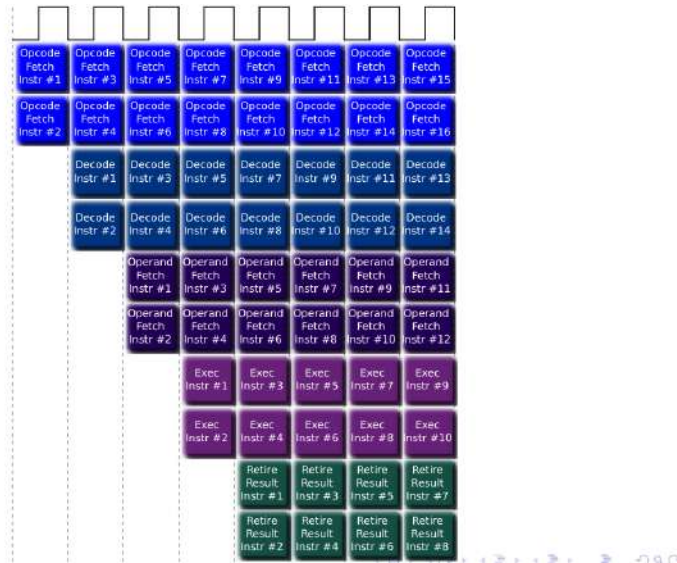 Opcode Opcode Opcode Opcode Opcode Opcode Opcode Opcode
Fetch Fetch Fetch Fetch Fetch Fetch Fetch Fetch
Instr #1 Instr #3 Instr #5 Instr #7 Instr #9 Instr #11 Instr #13 Instr #15
Opcode Opcode Opcode Opcode Opcode Opcode Opcode Opcode
Fetch Fetch Fetch Fetch Fetch Fetch Fetch Fetch
Instr #2 Instr #4 Instr #6 Instr #8 Instr #10 Instr #12 Instr #14 Instr #16
Decode Decode Decode Decode Decode Decode Decode
Instr #1 Instr #3 Instr #5 Instr #7 Instr #9 Instr #11 Instr #13
Decode Decode Decode Decode Decode Decode Decode
Instr #2 Instr #4 Instr #6 Instr #8 Instr #10 Instr #12 Instr #14
Operand Operand Operand Operand Operand Operand
Fetch Fetch Fetch Fetch Fetch Fetch
Instr #1 Instr #3 Instr #5 Instr #7 Instr #9 Instr #11
Operand Operand Operand Operand Operand Operand
Fetch Fetch Fetch Fetch Fetch Fetch
Instr #2 Instr #4 Instr #6 Instr #8 Instr #10 Instr #12
Exec Exec Exec Exec Exec
Instr #1 Instr #3 Instr #5 Instr #7 Instr #9
Exec Exec Exec Exec Exec
Instr #2 Instr #4 Instr #6 Instr #8 Instr #10
Retire Retire Retire Retire
Result Result Result Result
Instr #1 Instr #3 Instr #5 Instr #7
Retire Retire Retire Retire
Result Result Result Result
Instr #2 Instr #4 Instr #6 Instr #8